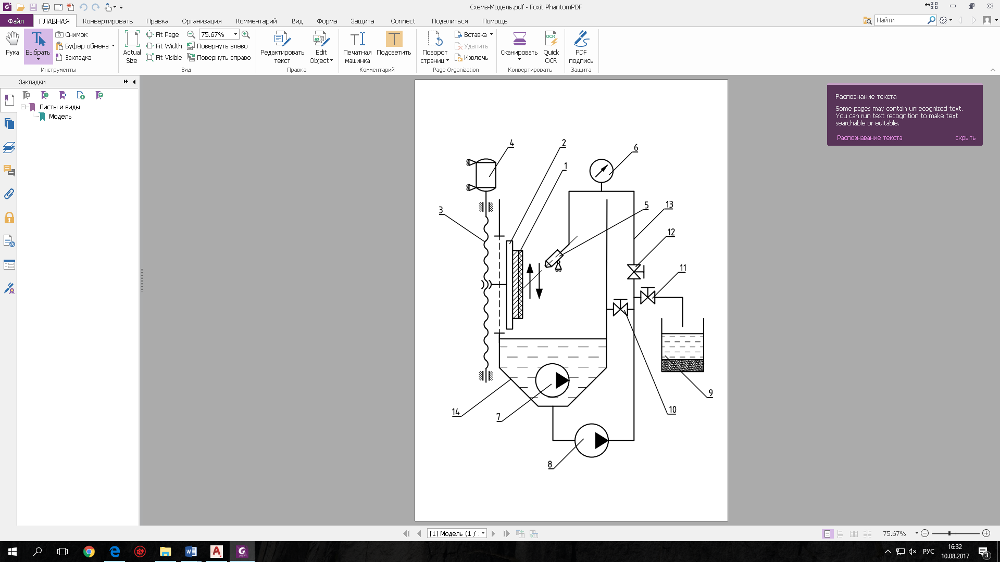 Схема-Модель.pdf - Foxit PhantomPDF
Файл ГЛАВНАЯ Конвертировать Правка Организация Комментарий Вид Форма Защита Connect Поделиться Помощь Найти
Рука
Выбрать
Снимок
Буфер обмена
Закладка
Инструменты
Actual
Size
Fit Page
Fit Width
Fit Visible
75.67%
Повернуть влево
Повернуть вправо
Вид
Редактировать
текст
Edit
Object
Правка
Печатная
машинка
Подсветить
Комментарий
Поворот
страниц
Вставка
Удалить
Извлечь
Page Organization
Сканировать
Quick
OCR
Конвертировать
PDF
подпись
Защита
Закладки
Листы и виды
Модель
Распознание текста
Some pages may contain unrecognized text.
You can run text recognition to make text
searchable or editable.
Распознавание текста скрыть
4
2
6
1
3
5
13
12
11
9
10
14
7
8
[1] Модель (1 / :
75.67%
РУС
16:32
10.08.2017
3